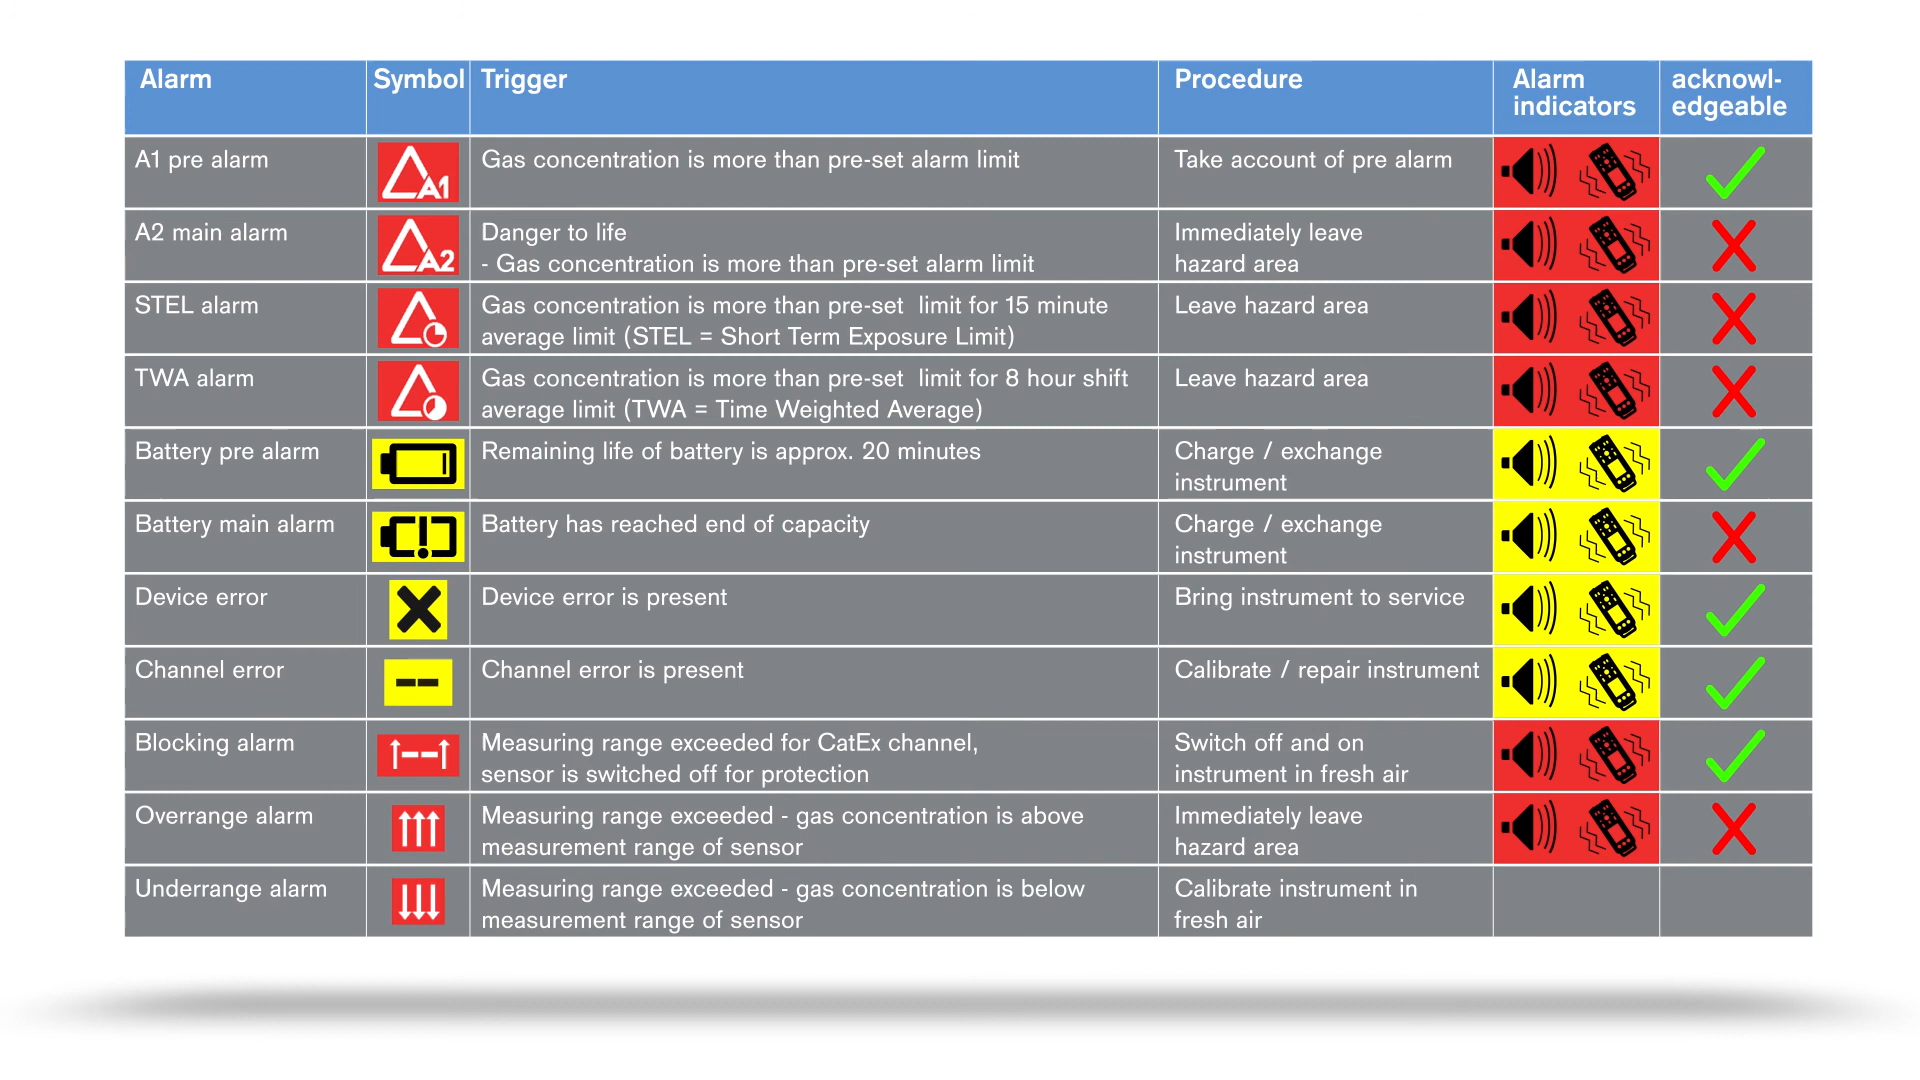 Alarm
Symbol
Trigger
Procedure
Alarm
indicators
acknowl-
edgeable
A1 pre alarm
A1
Gas concentration is more than pre-set alarm limit
Take account of pre alarm
A2 main alarm
A2
Danger to life
- Gas concentration is more than pre-set alarm limit
Immediately leave
hazard area
STEL alarm
Gas concentration is more than pre-set  limit for 15 minute
average limit (STEL = Short Term Exposure Limit)
Leave hazard area
TWA alarm
Gas concentration is more than pre-set  limit for 8 hour shift
average limit (TWA = Time Weighted Average)
Leave hazard area
Battery pre alarm
Remaining life of battery is approx. 20 minutes
Charge / exchange
instrument
Battery main alarm
Battery has reached end of capacity
Charge / exchange
instrument
Device error
Device error is present
Bring instrument to service
Channel error
Channel error is present
Calibrate / repair instrument
Blocking alarm
Measuring range exceeded for CatEx channel,
sensor is switched off for protection
Switch off and on
instrument in fresh air
Overrange alarm
Measuring range exceeded - gas concentration is above
measurement range of sensor
Immediately leave
hazard area
Underrange alarm
Measuring range exceeded - gas concentration is below
measurement range of sensor
Calibrate instrument in
fresh air